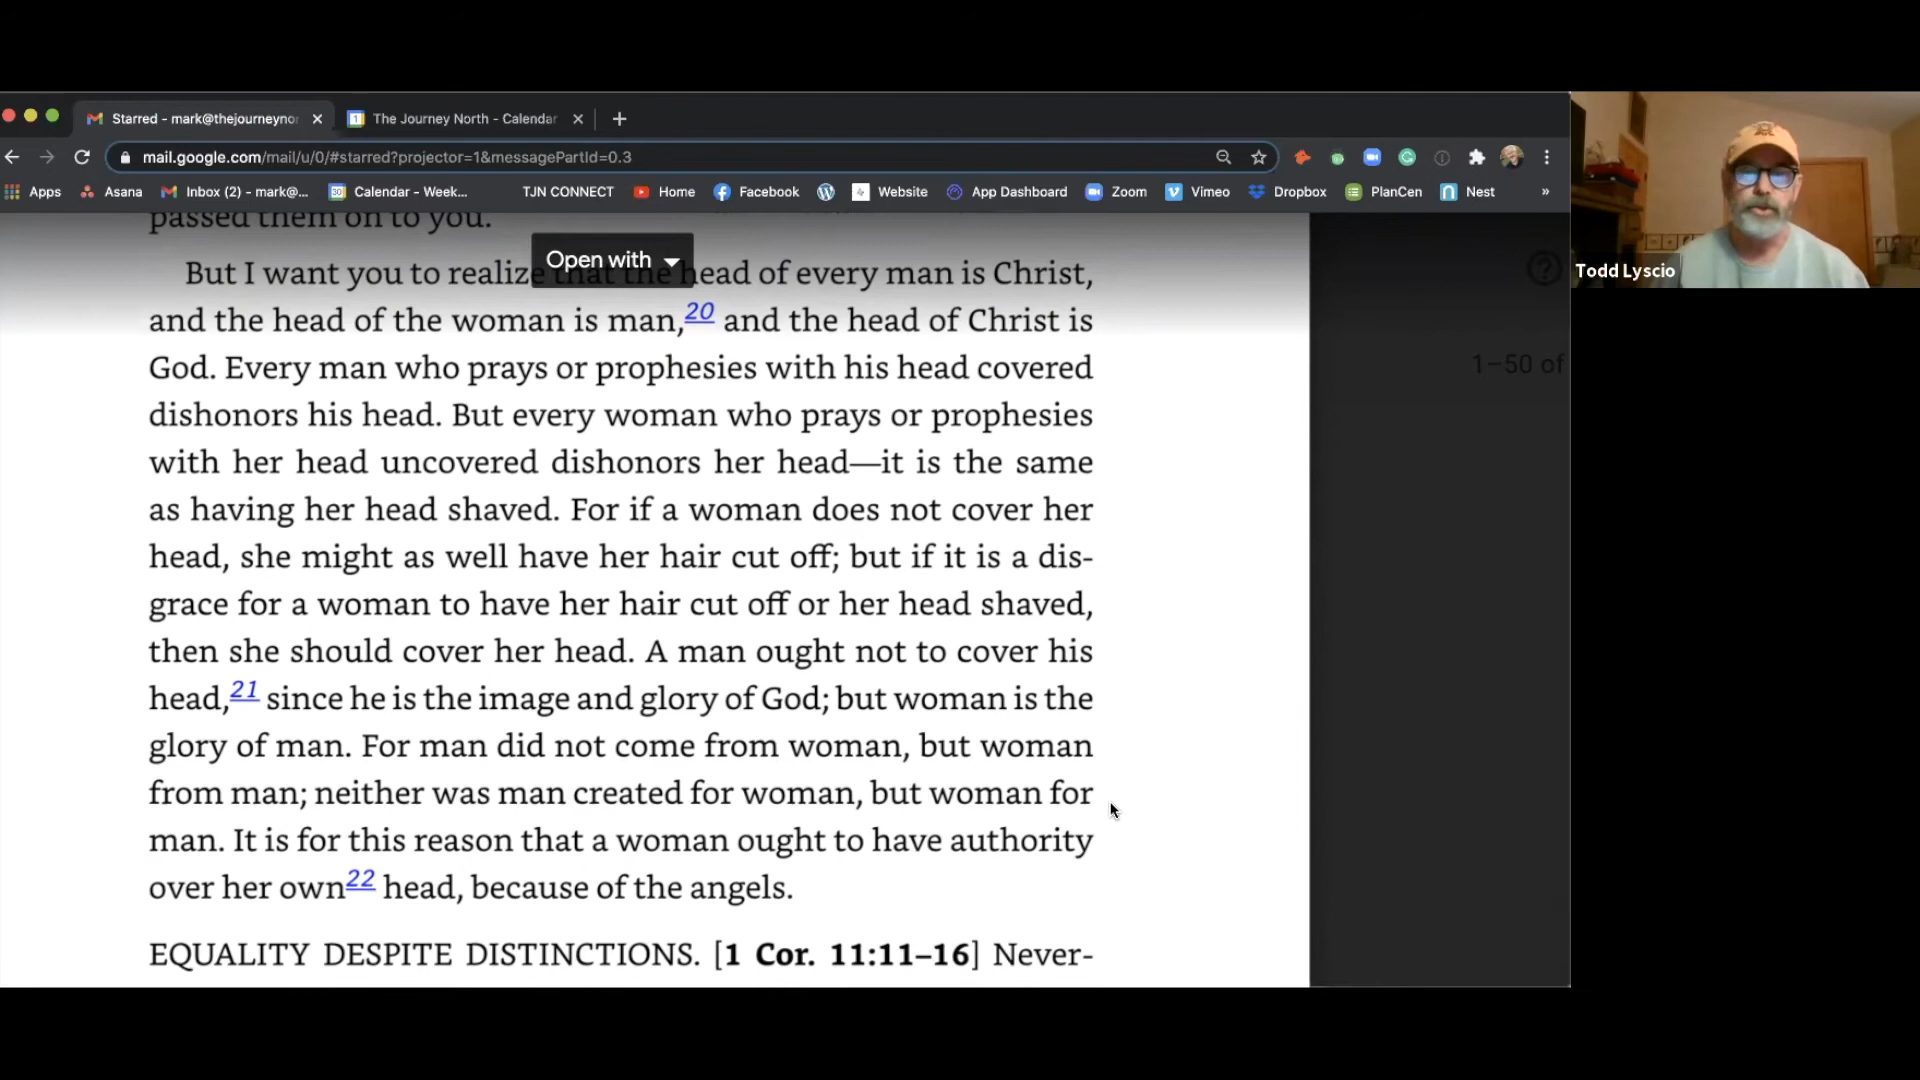 Starred - mark@thejourneyno
The Journey North - Calendar
mail.google.com/mail/u/0/#starred?projector=1&messagePartId=0.3
Apps Asana Inbox (2) - mark@... Calendar - Week... TJN CONNECT Home Facebook Website App Dashboard Zoom Vimeo Dropbox PlanCen Nest »
passed them on to you.
Open with
But I want you to realize that the head of every man is Christ,
and the head of the woman is man,20 and the head of Christ is
God. Every man who prays or prophesies with his head covered
dishonors his head. But every woman who prays or prophesies
with her head uncovered dishonors her head—it is the same
as having her head shaved. For if a woman does not cover her
head, she might as well have her hair cut off; but if it is a dis-
grace for a woman to have her hair cut off or her head shaved,
then she should cover her head. A man ought not to cover his
head,21 since he is the image and glory of God; but woman is the
glory of man. For man did not come from woman, but woman
from man; neither was man created for woman, but woman for
man. It is for this reason that a woman ought to have authority
over her own22 head, because of the angels.
EQUALITY DESPITE DISTINCTIONS. [1 Cor. 11:11–16] Never-
1–50 of
Todd Lyscio